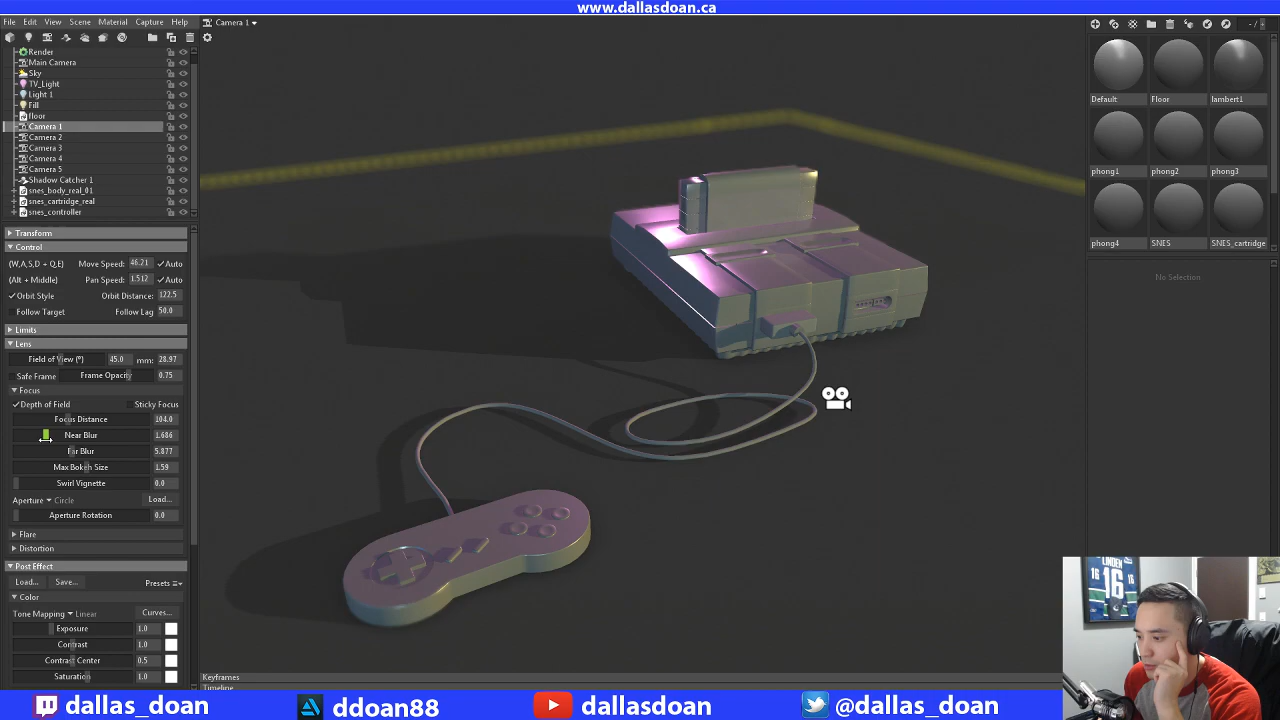 www.dallasdoan.ca
File Edit View Scene Material Capture Help
Camera 1
Render
Main Camera
Sky
TV_Light
Light 1
Fill
floor
Camera 1
Camera 2
Camera 3
Camera 4
Camera 5
Shadow Catcher 1
snes_body_real_01
snes_cartridge_real
snes_controller
Transform
Control
(W,A,S,D + Q,E) Move Speed: 46.21 Auto
(Alt + Middle) Pan Speed: 1.512 Auto
Orbit Style Orbit Distance: 122.5
Follow Target Follow Lag 50.0
Limits
Lens
Field of View (°) 45.0 mm: 28.97
Safe Frame Frame Opacity 0.75
Focus
Depth of Field Sticky Focus
Focus Distance 104.0
Near Blur 1.686
Far Blur 5.877
Max Bokeh Size 1.59
Swirl Vignette 0.0
Aperture Circle Load...
Aperture Rotation 0.0
Flare
Distortion
Post Effect
Load... Save... Presets
Color
Tone Mapping Linear Curves...
Exposure 1.0
Contrast 1.0
Contrast Center 0.5
Saturation 1.0
Keyframes
Timeline
Default Floor lambert1
phong1 phong2 phong3
phong4 SNES SNES_cartridge
No Selection
LINDEN
16
16
16
dallas_doan
ddoan88
dallasdoan
@dallas_doan